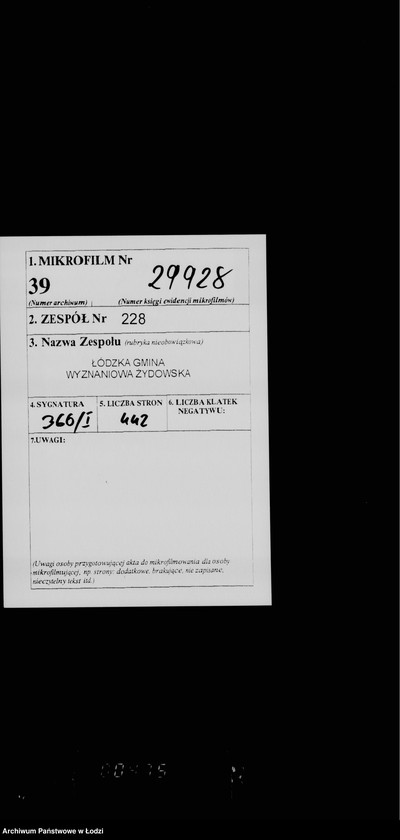 1. MIKROFILM Nr
39 29928
(Numer archiwum) (Numer księgi ewidencji mikrofilmów)
2. ZESPÓŁ Nr 228
3. Nazwa Zespołu (rubryka nieobowiązkowa)
ŁÓDZKA GMINA
WYZNANIOWA ŻYDOWSKA
4. SYGNATURA 5. LICZBA STRON 6. LICZBA KLATEK
NEGATYWU:
366/I 442
7.UWAGI:
(Uwagi osoby przygotowującej akta do mikrofilmowania dla osoby
mikrofilmującej, np strony: dodatkowe, brakujące, nie zapisane,
nieczytelny tekst itd.)
Archiwum Państwowe w Łodzi